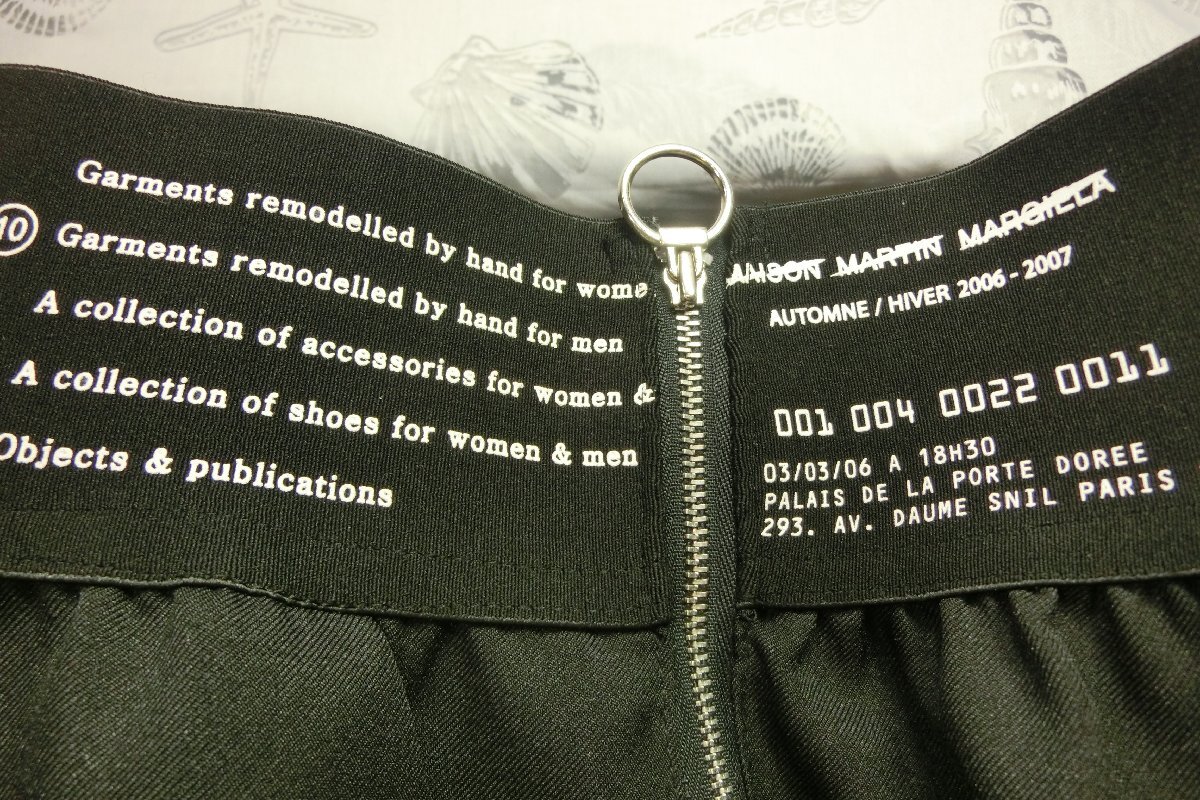 Garments remodelled by hand for wome
10 Garments remodelled by hand for men
A collection of accessories for women &
A collection of shoes for women & men
Objects & publications
MAISON MARTIN MARGIELA
AUTOMNE / HIVER 2006 - 2007
001 004 0022 0011
03/03/06 A 18H30
PALAIS DE LA PORTE DOREE
293. AV. DAUME SNIL PARIS